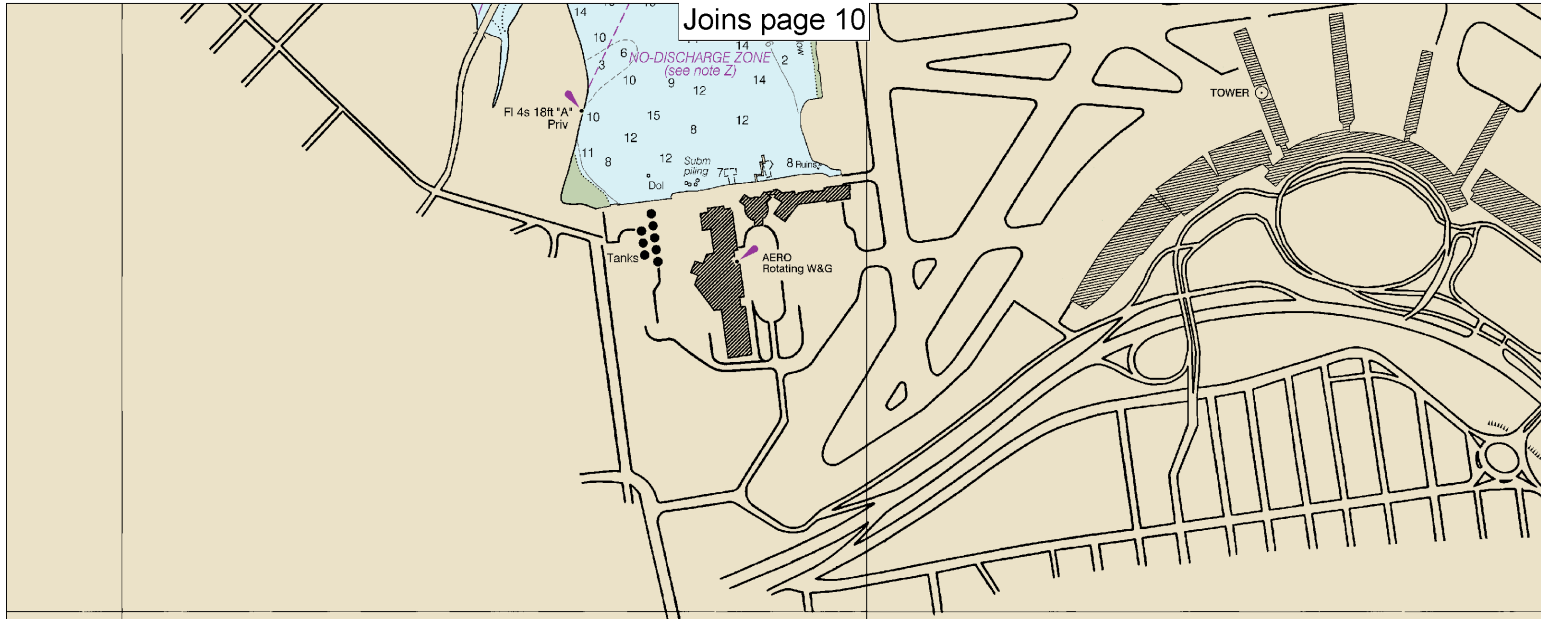 Joins page 10
14
10
14
6
NO-DISCHARGE ZONE
(see note Z)
3
2
10
9
14
12
Fl 4s 18ft "A"
Priv
10
15
12
8
12
11
8
12
Subm
piling
7
8
Ruins
Dol
Tanks
AERO
Rotating W&G
TOWER